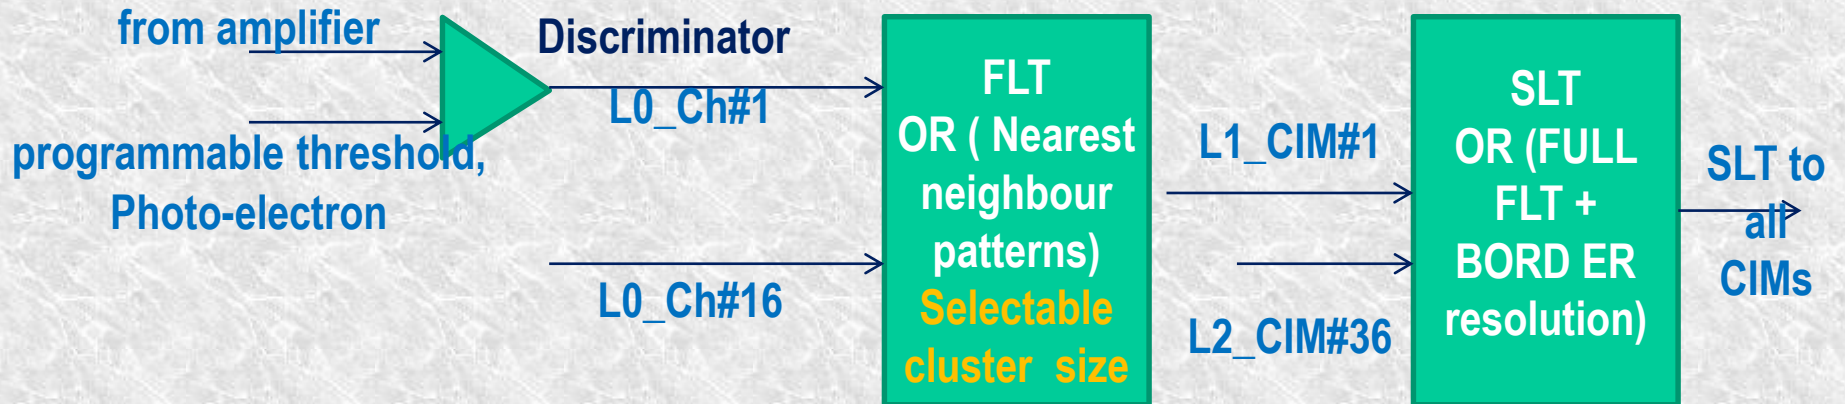 from amplifier
programmable threshold,
Photo-electron
Discriminator
L0_Ch#1
L0_Ch#16
FLT
OR ( Nearest
neighbour
patterns)
Selectable
cluster size
L1_CIM#1
L2_CIM#36
SLT
OR (FULL
FLT +
BORD ER
resolution)
SLT to
all
CIMs